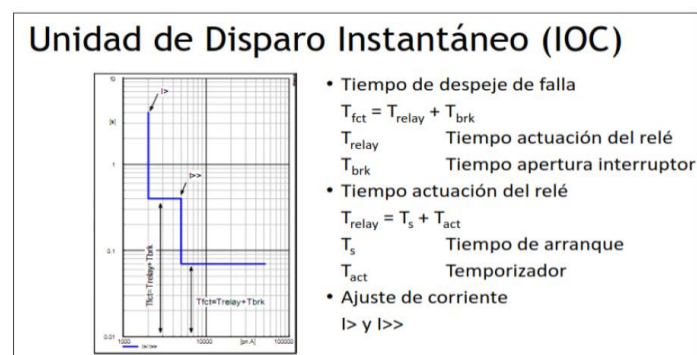 Unidad de Disparo Instantáneo (IOC)
10
[s]
1
0.1
0.01
1000
10000
[pri.A]
100000
I>
I>>
Tfct=Trelay+Tbrk
Tfct=Trelay+Tbrk
• Tiempo de despeje de falla
Tfct = Trelay + Tbrk
Trelay Tiempo actuación del relé
Tbrk Tiempo apertura interruptor
• Tiempo actuación del relé
Trelay = Ts + Tact
Ts Tiempo de arranque
Tact Temporizador
• Ajuste de corriente
I> y I>>